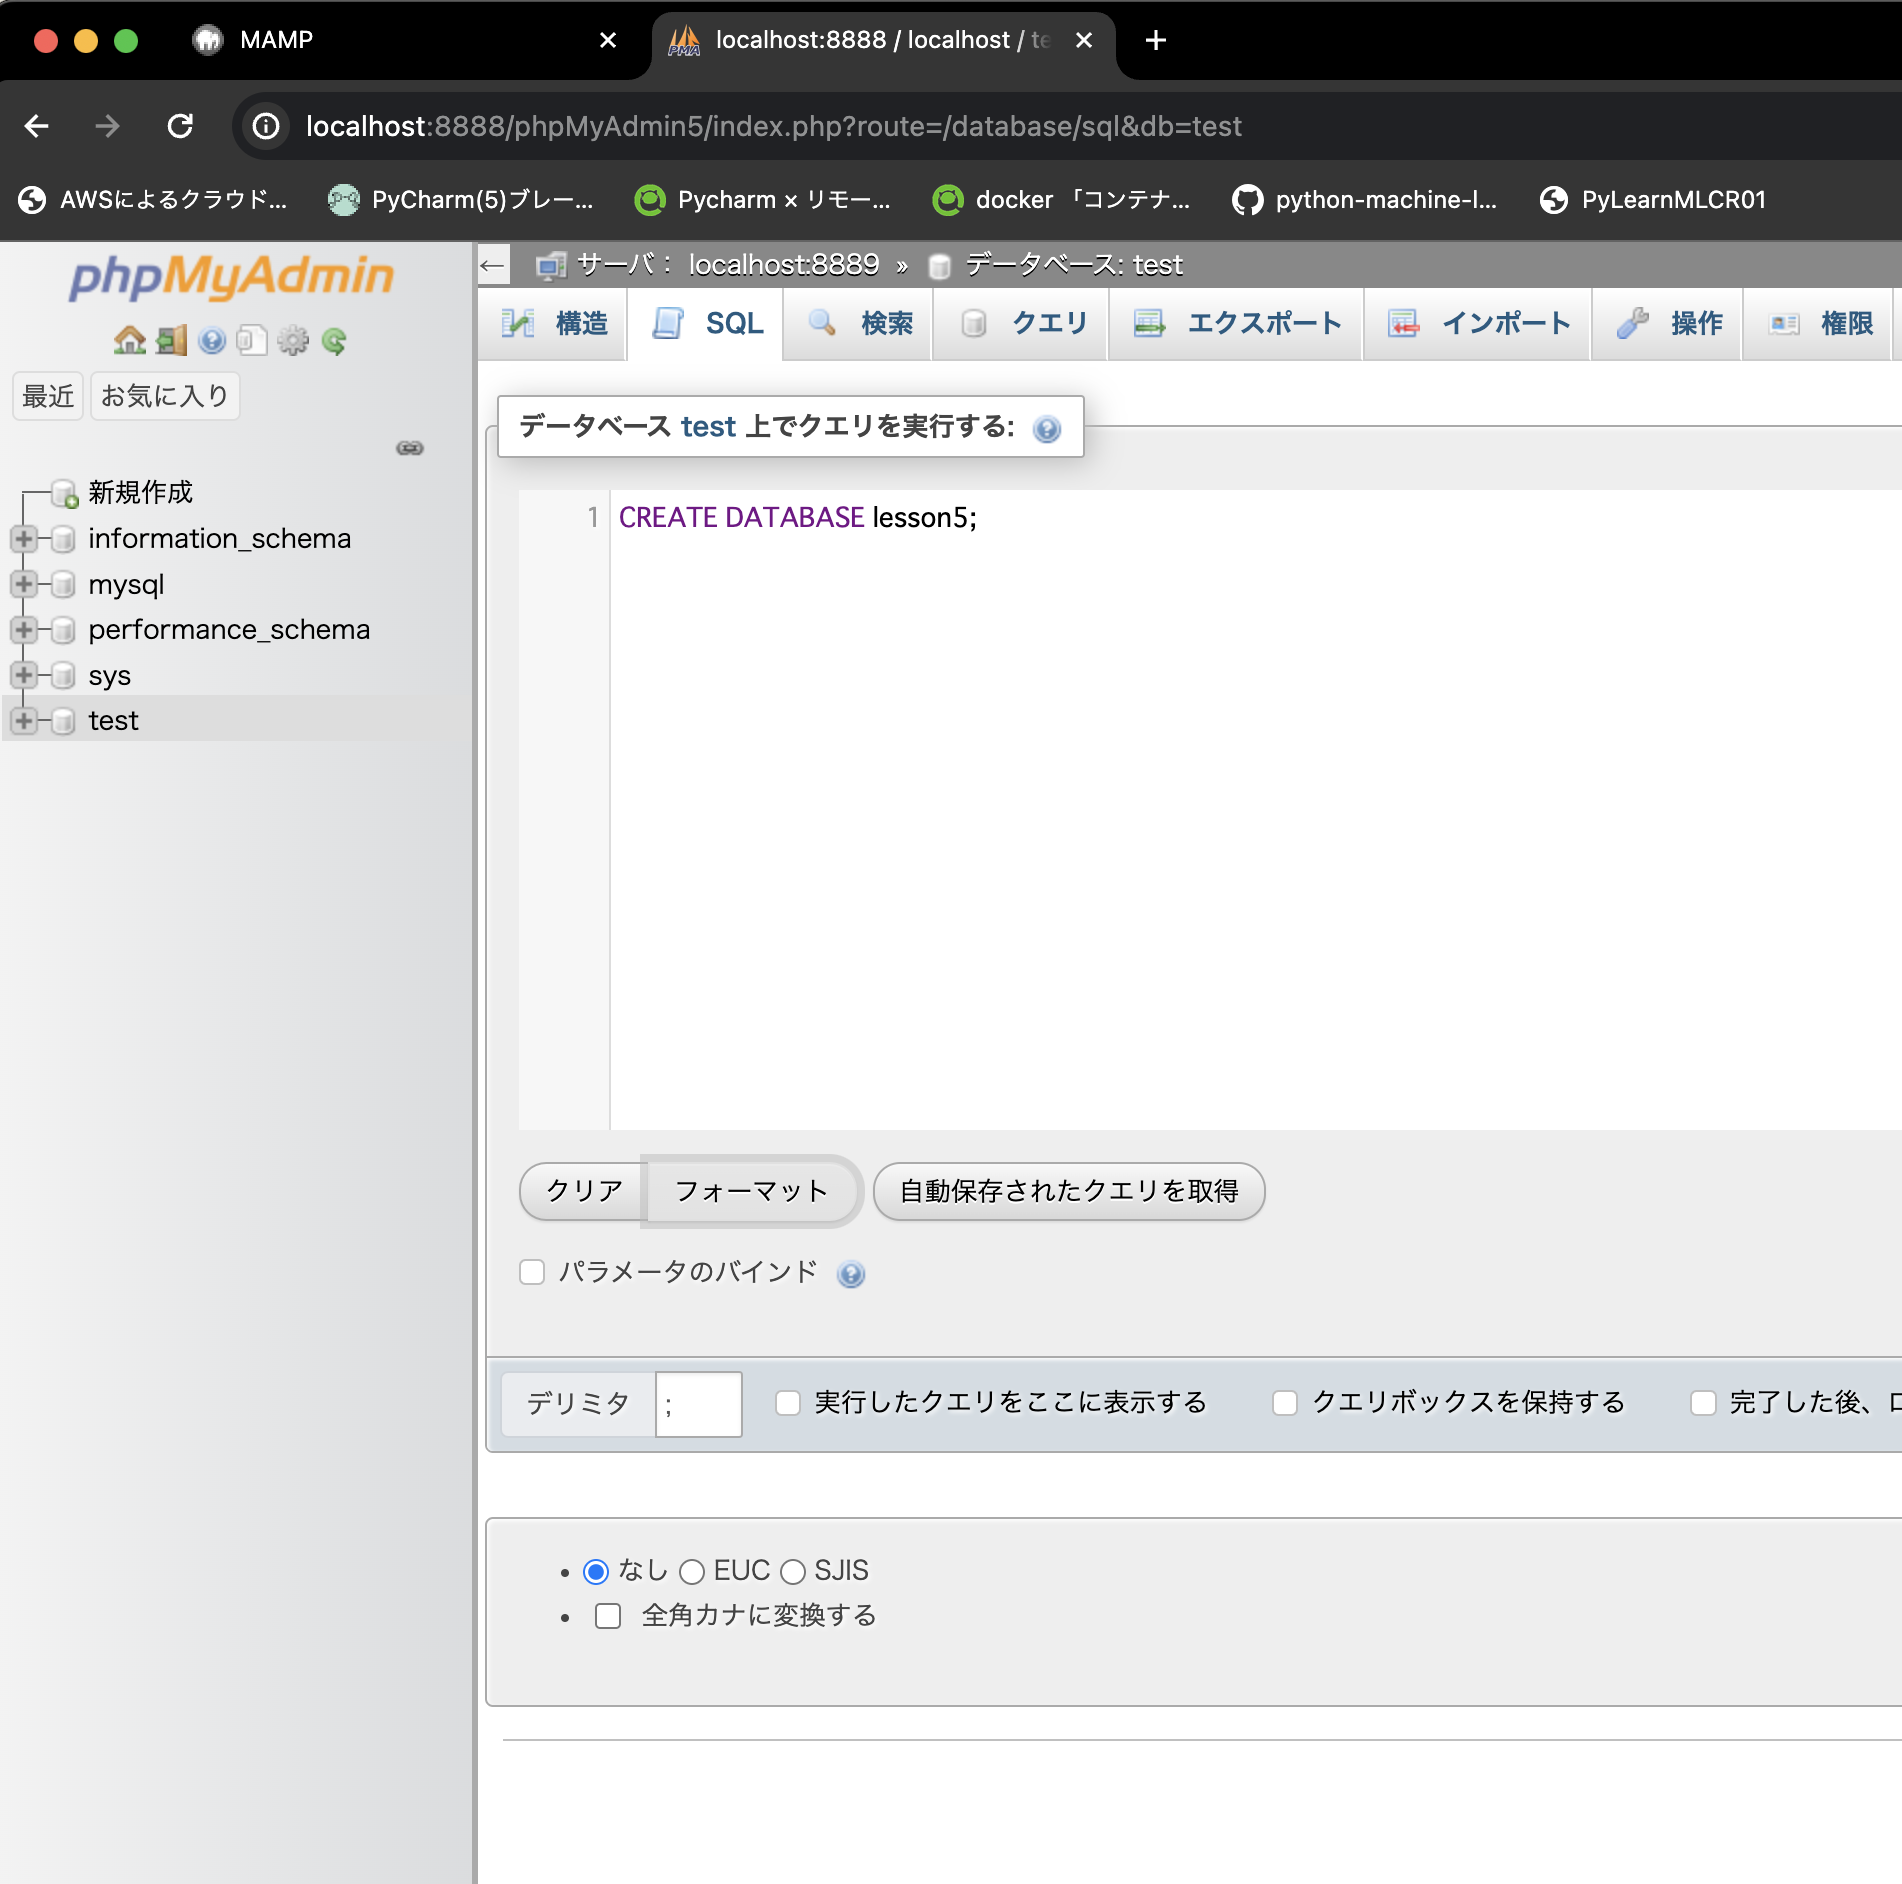 MAMP
localhost:8888 / localhost / te
localhost:8888/phpMyAdmin5/index.php?route=/database/sql&db=test
AWSによるクラウド...
PyCharm(5)ブレー...
Pycharm × リモー...
docker 「コンテナ...
python-machine-l...
PyLearnMLCR01
phpMyAdmin
最近 お気に入り
新規作成
information_schema
mysql
performance_schema
sys
test
← サーバ： localhost:8889 » データベース: test
構造 SQL 検索 クエリ エクスポート インポート 操作 権限
データベース test 上でクエリを実行する:
1 CREATE DATABASE lesson5;
クリア フォーマット 自動保存されたクエリを取得
パラメータのバインド
デリミタ ; 実行したクエリをここに表示する クエリボックスを保持する 完了した後、ロ
• なし EUC SJIS
• 全角カナに変換する